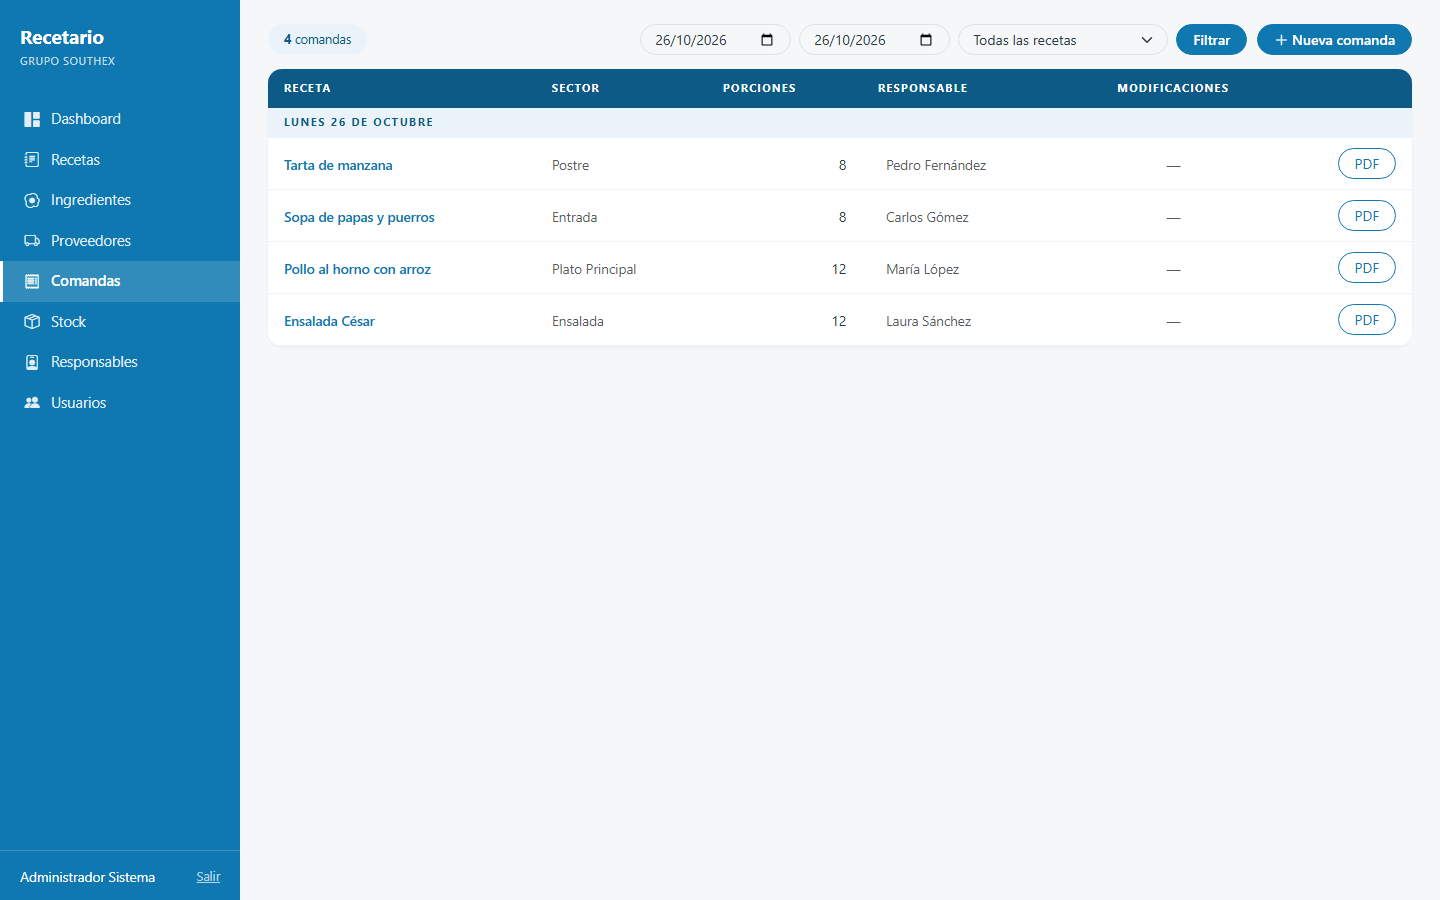 Recetario
GRUPO SOUTHEX
Dashboard
Recetas
Ingredientes
Proveedores
Comandas
Stock
Responsables
Usuarios
Administrador Sistema Salir
4 comandas 26/10/2026 26/10/2026 Todas las recetas Filtrar + Nueva comanda
RECETA SECTOR PORCIONES RESPONSABLE MODIFICACIONES
LUNES 26 DE OCTUBRE
Tarta de manzana Postre 8 Pedro Fernández — PDF
Sopa de papas y puerros Entrada 8 Carlos Gómez — PDF
Pollo al horno con arroz Plato Principal 12 María López — PDF
Ensalada César Ensalada 12 Laura Sánchez — PDF